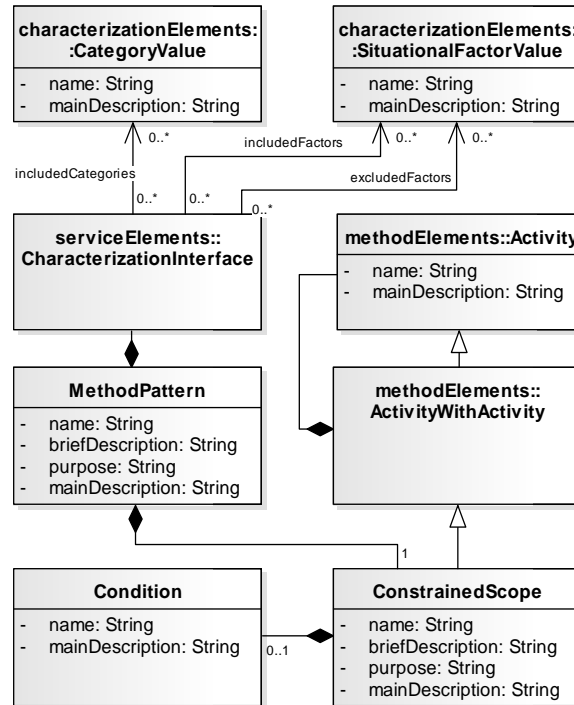 characterizationElements:
:CategoryValue
- name: String
- mainDescription: String
characterizationElements:
:SituationalFactorValue
- name: String
- mainDescription: String
0..*
0..*
0..*
includedFactors
includedCategories
excludedFactors
0..*
0..*
0..*
serviceElements::
CharacterizationInterface
methodElements::Activity
- name: String
- mainDescription: String
MethodPattern
- name: String
- briefDescription: String
- purpose: String
- mainDescription: String
methodElements::
ActivityWithActivity
1
Condition
- name: String
- mainDescription: String
0..1
ConstrainedScope
- name: String
- briefDescription: String
- purpose: String
- mainDescription: String